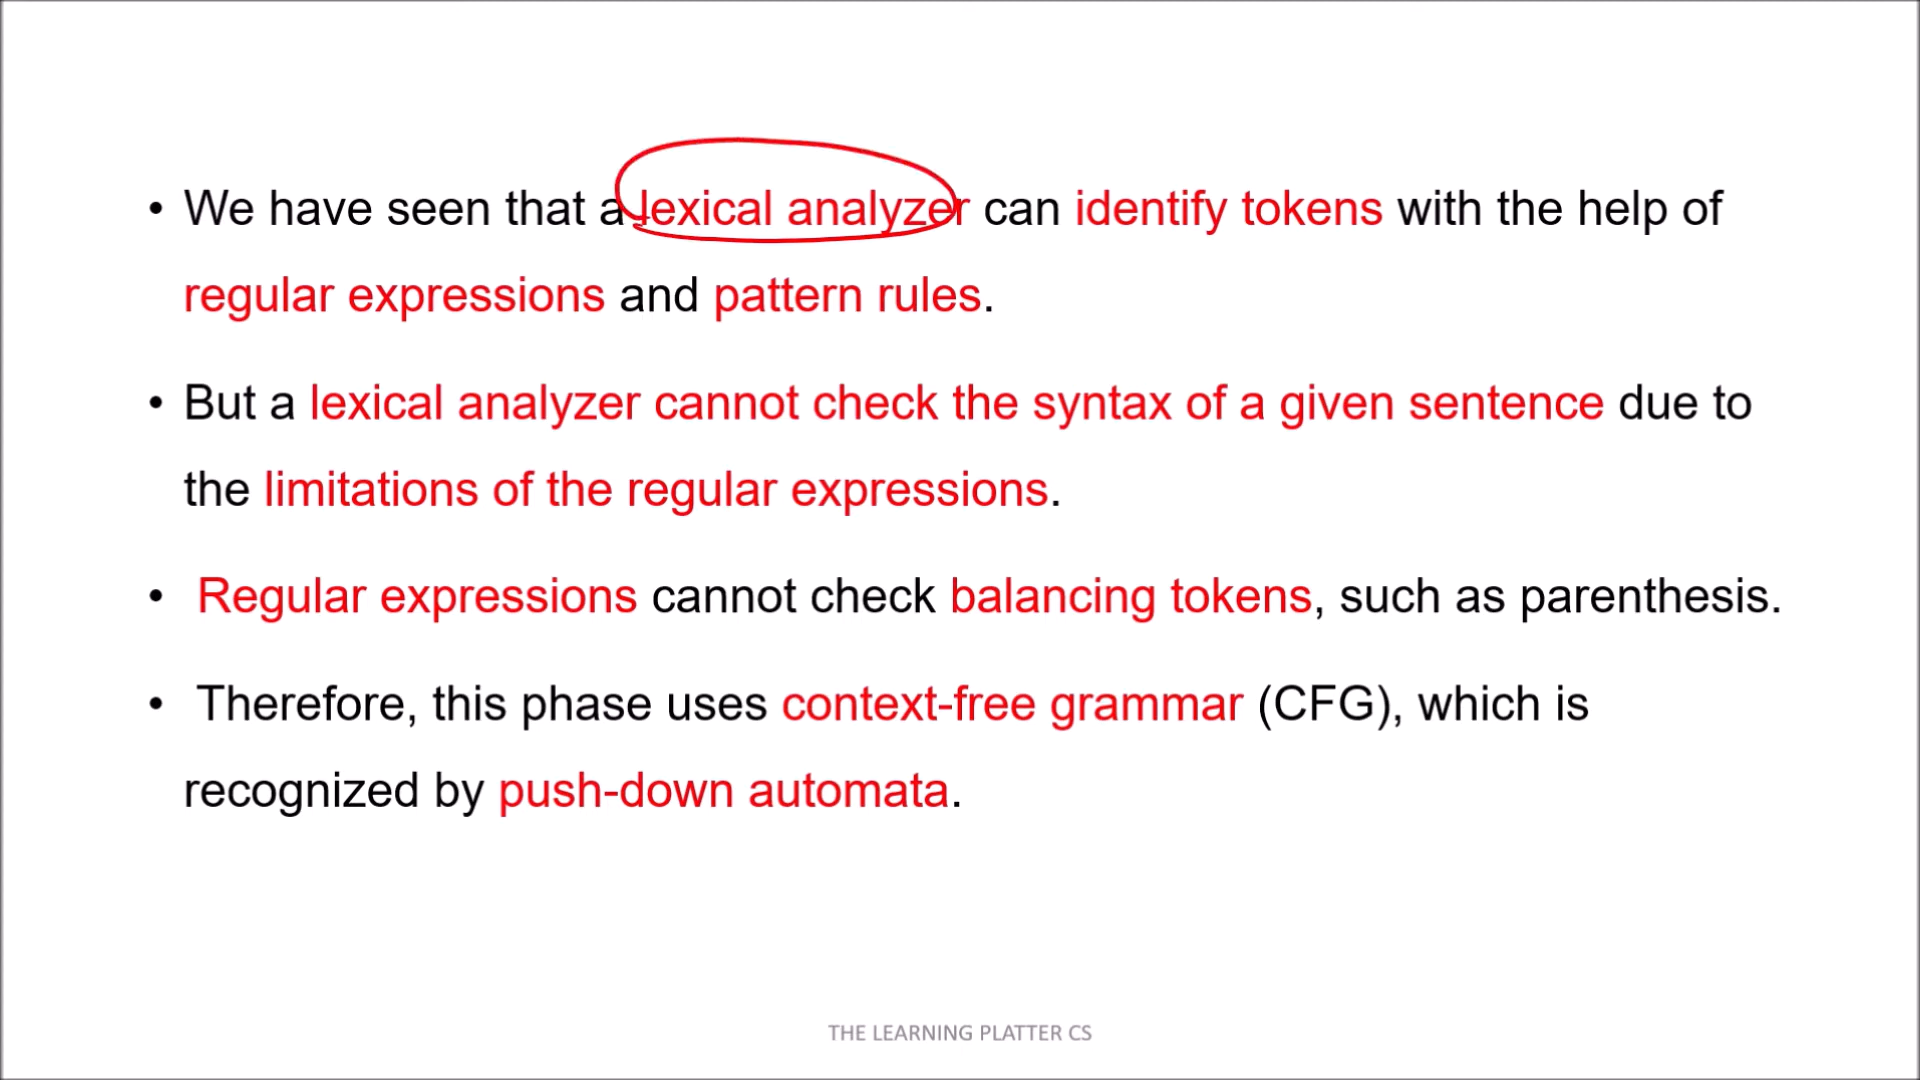 • We have seen that a lexical analyzer can identify tokens with the help of
regular expressions and pattern rules.
• But a lexical analyzer cannot check the syntax of a given sentence due to
the limitations of the regular expressions.
• Regular expressions cannot check balancing tokens, such as parenthesis.
• Therefore, this phase uses context-free grammar (CFG), which is
recognized by push-down automata.
THE LEARNING PLATTER CS